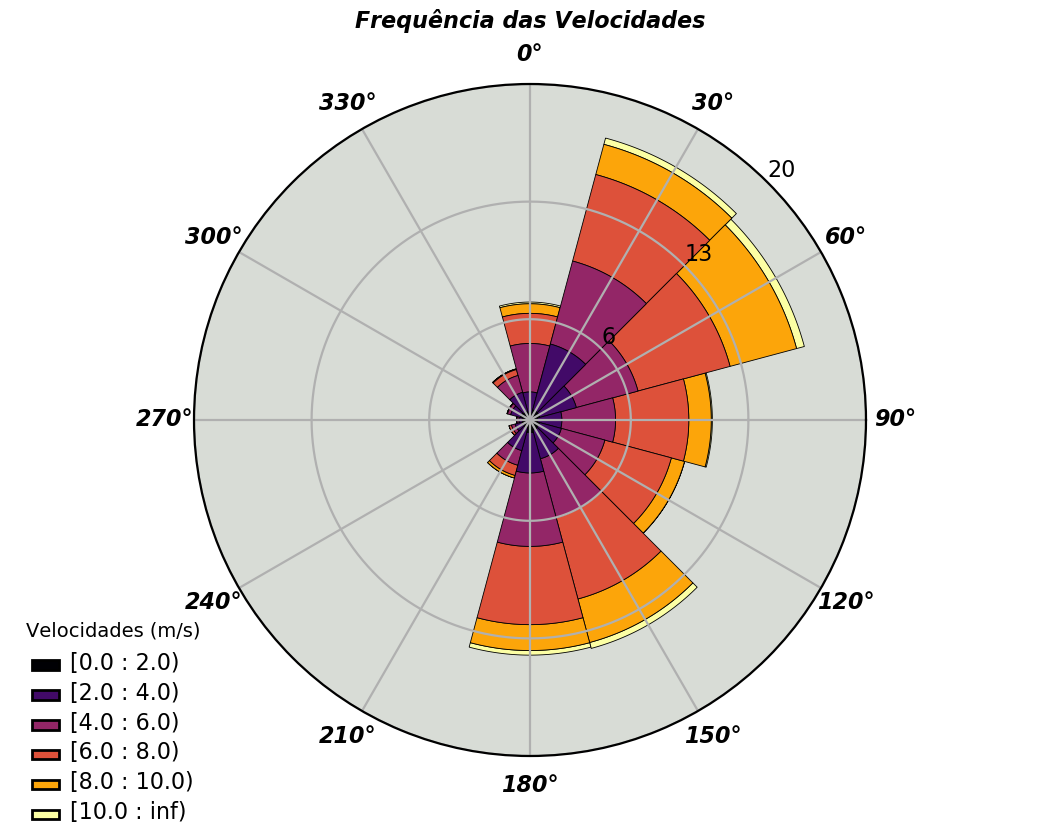 Frequência das Velocidades
0°
330°
30°
20
300°
60°
13
6
270°
90°
240°
120°
210°
150°
180°
Velocidades (m/s)
[0.0 : 2.0)
[2.0 : 4.0)
[4.0 : 6.0)
[6.0 : 8.0)
[8.0 : 10.0)
[10.0 : inf)